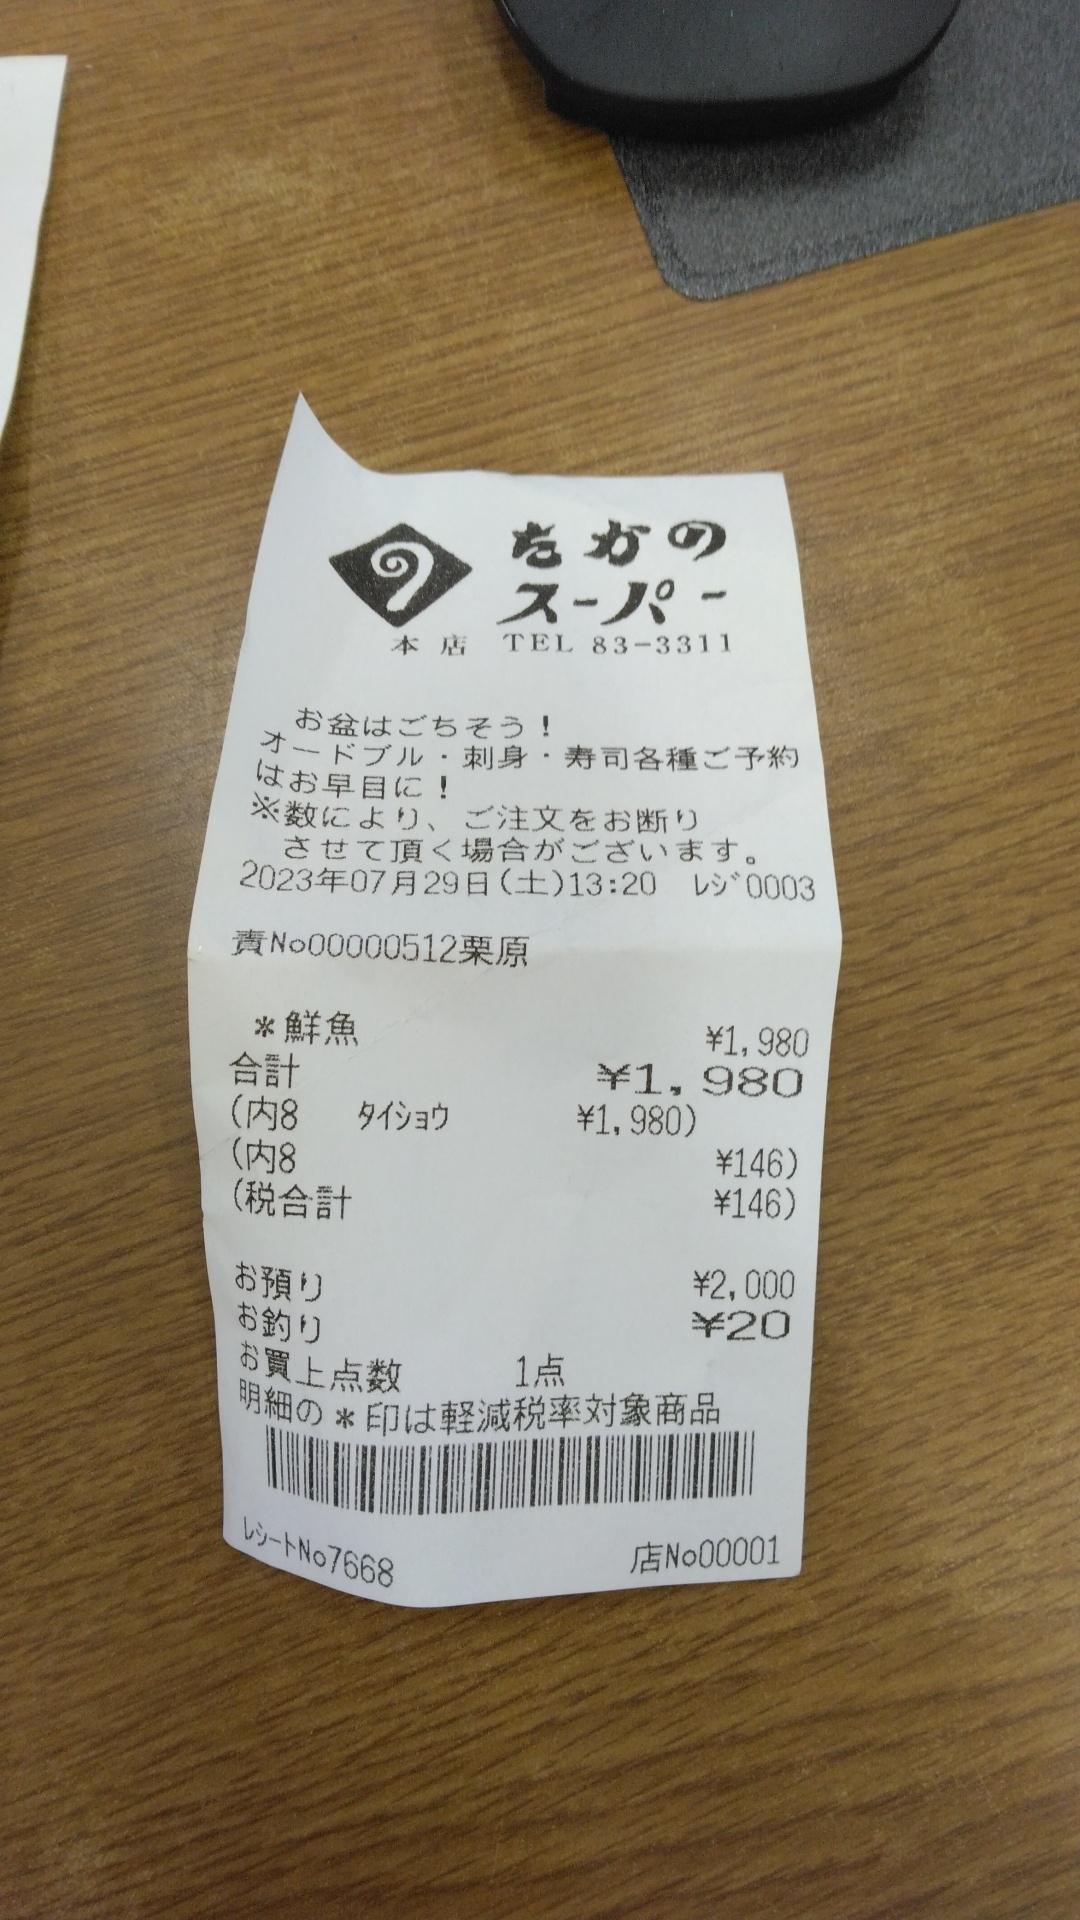 たかの
スーパー
本店 TEL 83-3311
お盆はごちそう！
オードブル・刺身・寿司各種ご予約
はお早目に！
※数により、ご注文をお断り
させて頂く場合がございます。
2023年07月29日(土)13:20 ﾚｼﾞ0003
責No00000512栗原
＊鮮魚 ¥1,980
合計 ¥1,980
(内8 ﾀｲｼｮｳ ¥1,980)
(内8 ¥146)
(税合計 ¥146)
お預り ¥2,000
お釣り ¥20
お買上点数 1点
明細の＊印は軽減税率対象商品
ﾚｼｰﾄNo7668 店No00001